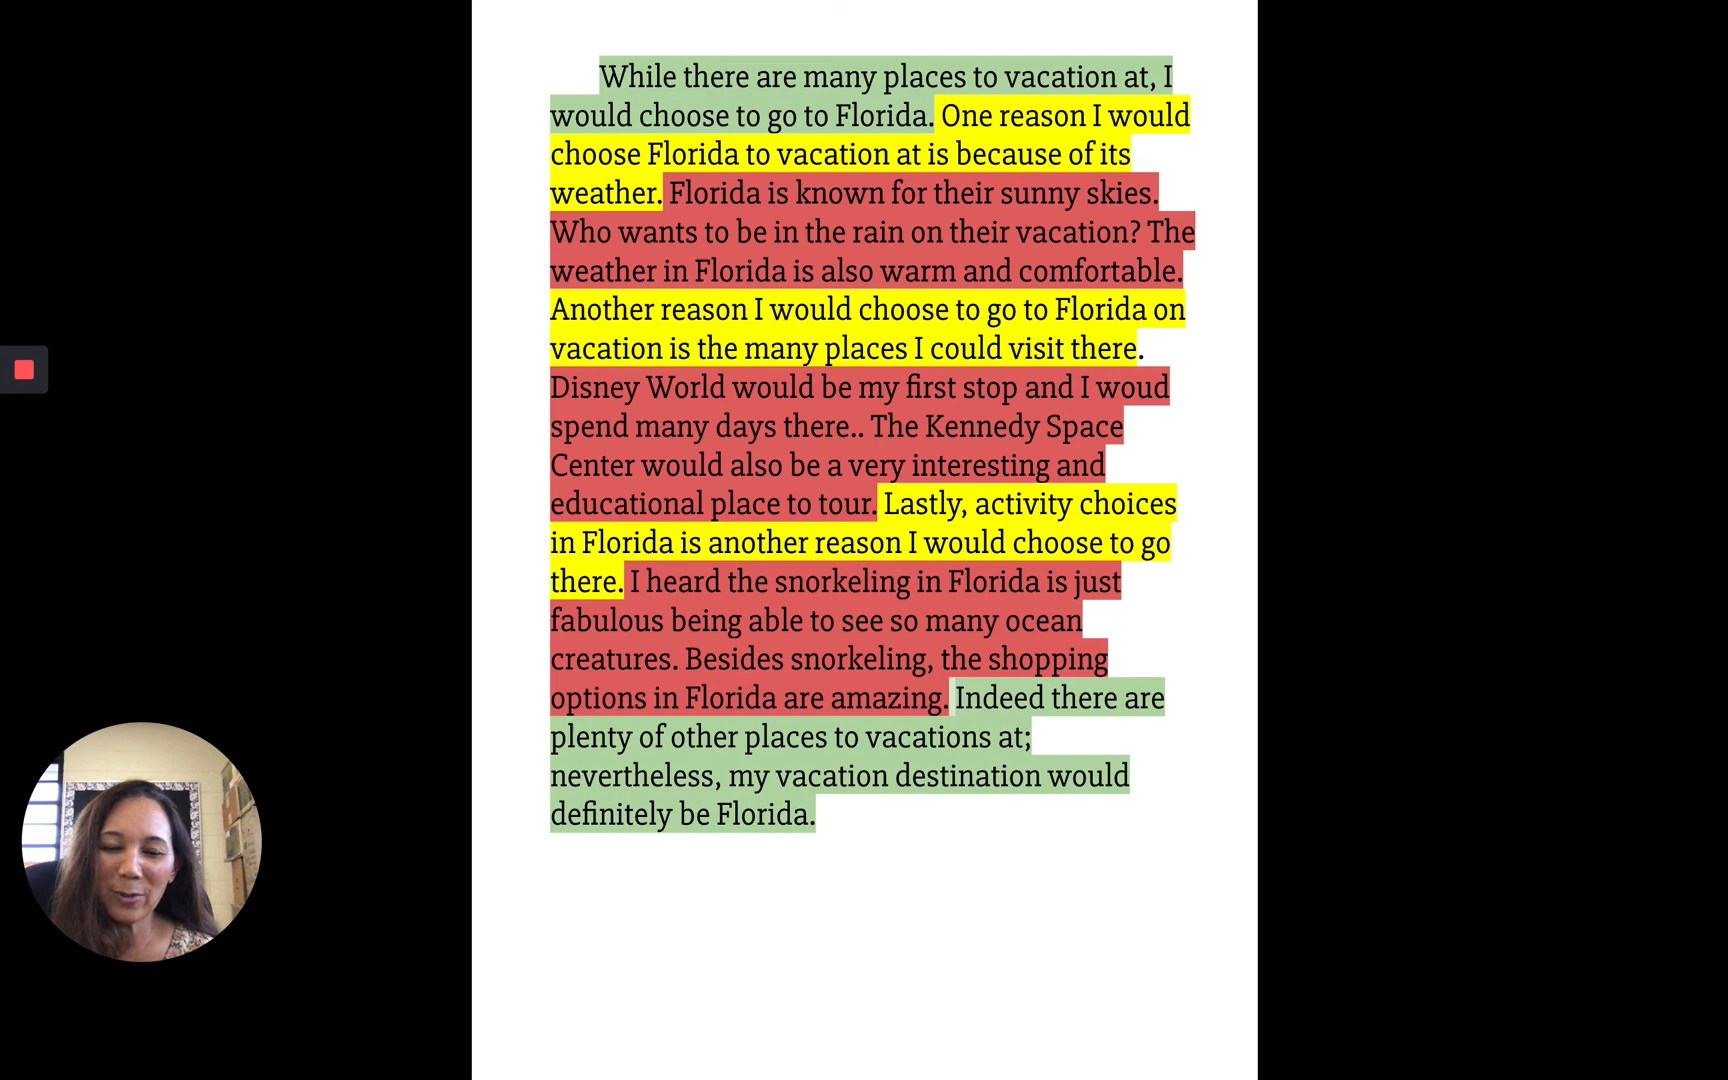 While there are many places to vacation at, I
would choose to go to Florida. One reason I would
choose Florida to vacation at is because of its
weather. Florida is known for their sunny skies.
Who wants to be in the rain on their vacation? The
weather in Florida is also warm and comfortable.
Another reason I would choose to go to Florida on
vacation is the many places I could visit there.
Disney World would be my first stop and I woud
spend many days there.. The Kennedy Space
Center would also be a very interesting and
educational place to tour. Lastly, activity choices
in Florida is another reason I would choose to go
there. I heard the snorkeling in Florida is just
fabulous being able to see so many ocean
creatures. Besides snorkeling, the shopping
options in Florida are amazing. Indeed there are
plenty of other places to vacations at;
nevertheless, my vacation destination would
definitely be Florida.